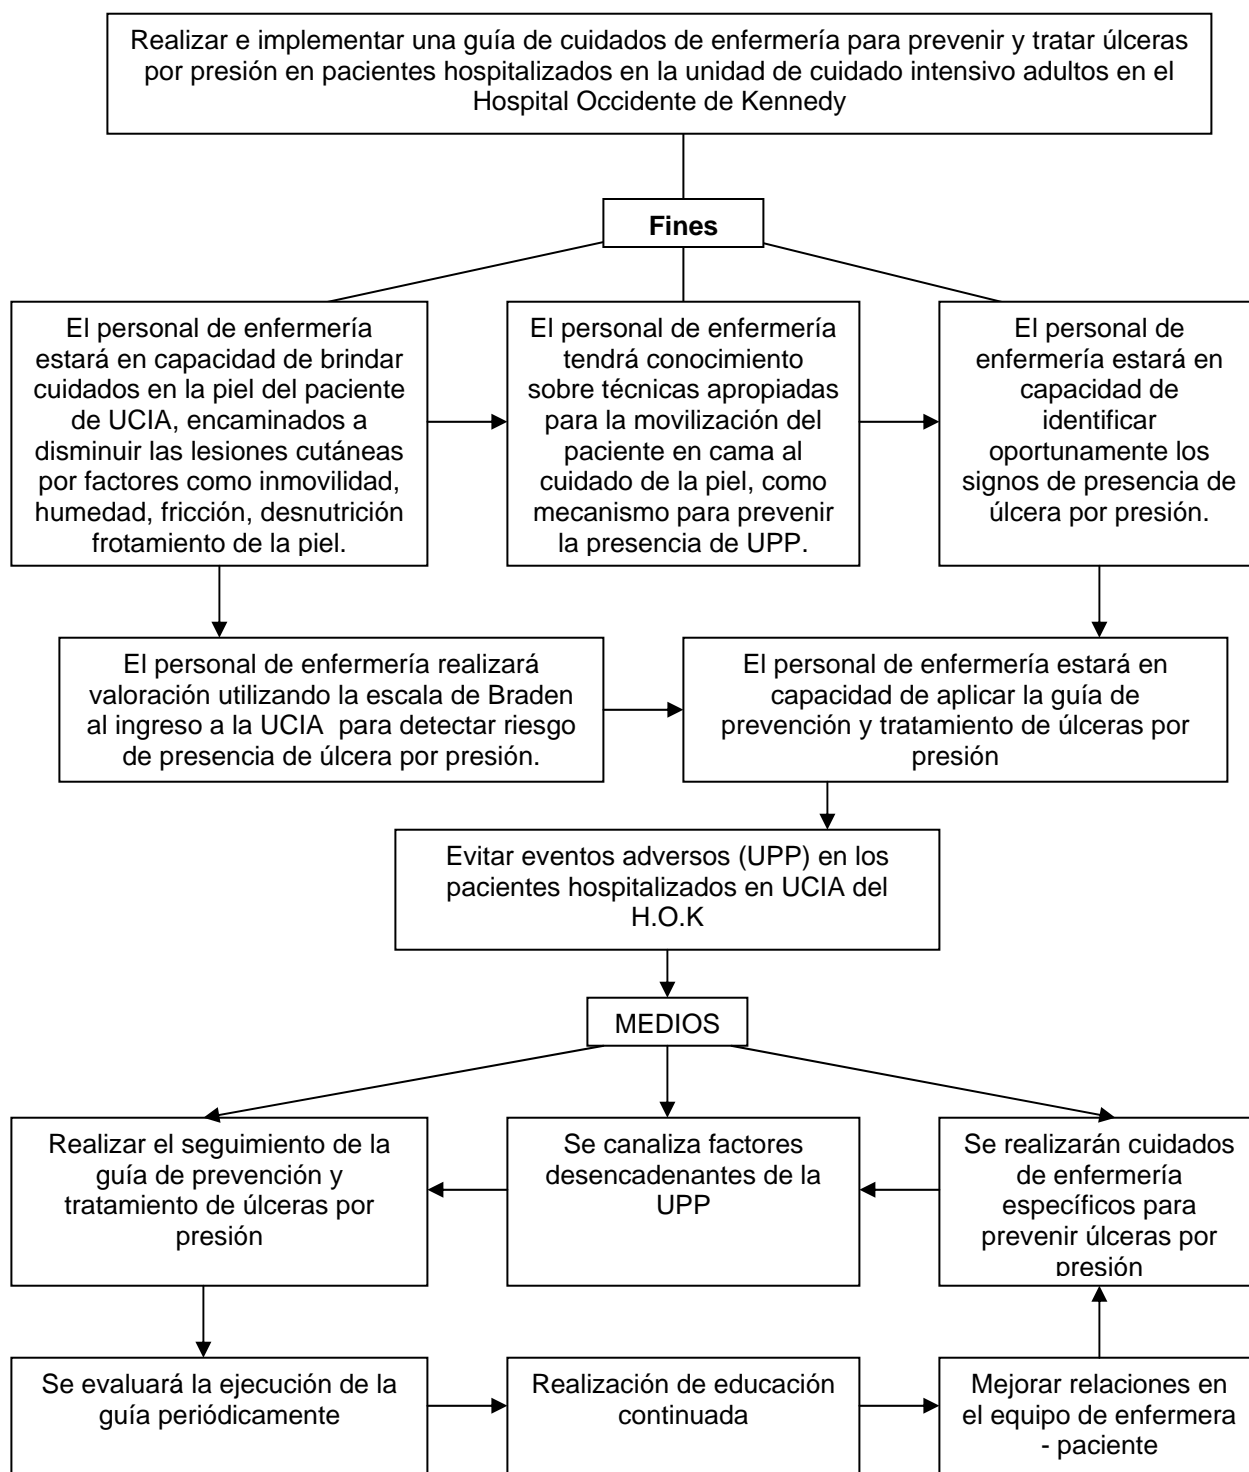 Realizar e implementar una guía de cuidados de enfermería para prevenir y tratar úlceras
por presión en pacientes hospitalizados en la unidad de cuidado intensivo adultos en el
Hospital Occidente de Kennedy
Fines
El personal de enfermería
estará en capacidad de brindar
cuidados en la piel del paciente
de UCIA, encaminados a
disminuir las lesiones cutáneas
por factores como inmovilidad,
humedad, fricción, desnutrición
frotamiento de la piel.
El personal de enfermería
tendrá conocimiento
sobre técnicas apropiadas
para la movilización del
paciente en cama al
cuidado de la piel, como
mecanismo para prevenir
la presencia de UPP.
El personal de
enfermería estará en
capacidad de
identificar
oportunamente los
signos de presencia de
úlcera por presión.
El personal de enfermería realizará
valoración utilizando la escala de Braden
al ingreso a la UCIA para detectar riesgo
de presencia de úlcera por presión.
El personal de enfermería estará en
capacidad de aplicar la guía de
prevención y tratamiento de úlceras por
presión
Evitar eventos adversos (UPP) en los
pacientes hospitalizados en UCIA del
H.O.K
MEDIOS
Realizar el seguimiento de la
guía de prevención y
tratamiento de úlceras por
presión
Se canaliza factores
desencadenantes de la
UPP
Se realizarán cuidados
de enfermería
específicos para
prevenir úlceras por
presión
Se evaluará la ejecución de la
guía periódicamente
Realización de educación
continuada
Mejorar relaciones en
el equipo de enfermera
- paciente